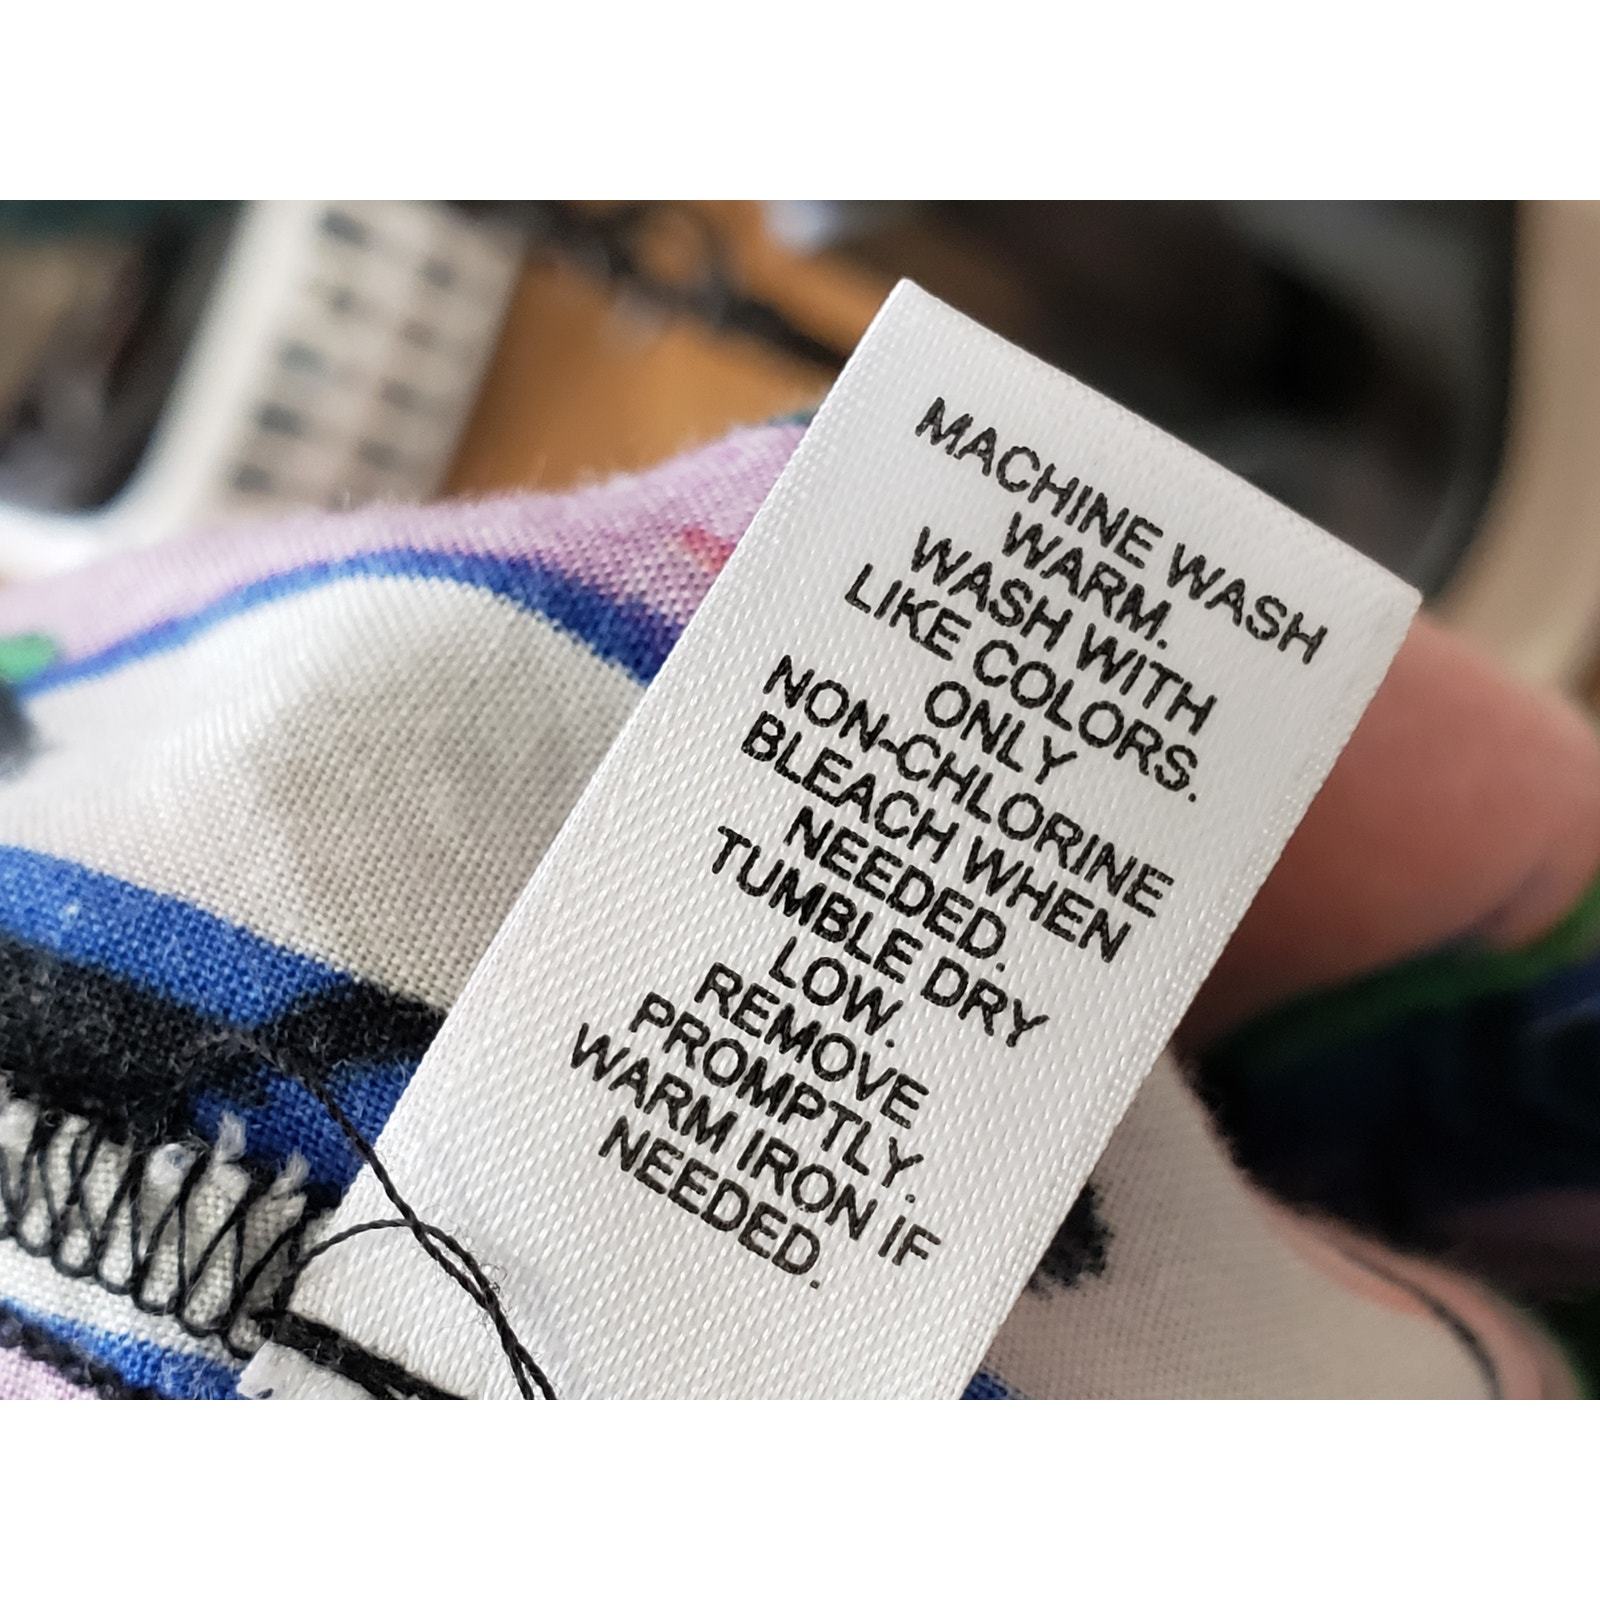 MACHINE WASH
WARM.
WASH WITH
LIKE COLORS.
ONLY
NON-CHLORINE
BLEACH WHEN
NEEDED.
TUMBLE DRY
LOW.
REMOVE
PROMPTLY.
WARM IRON IF
NEEDED.